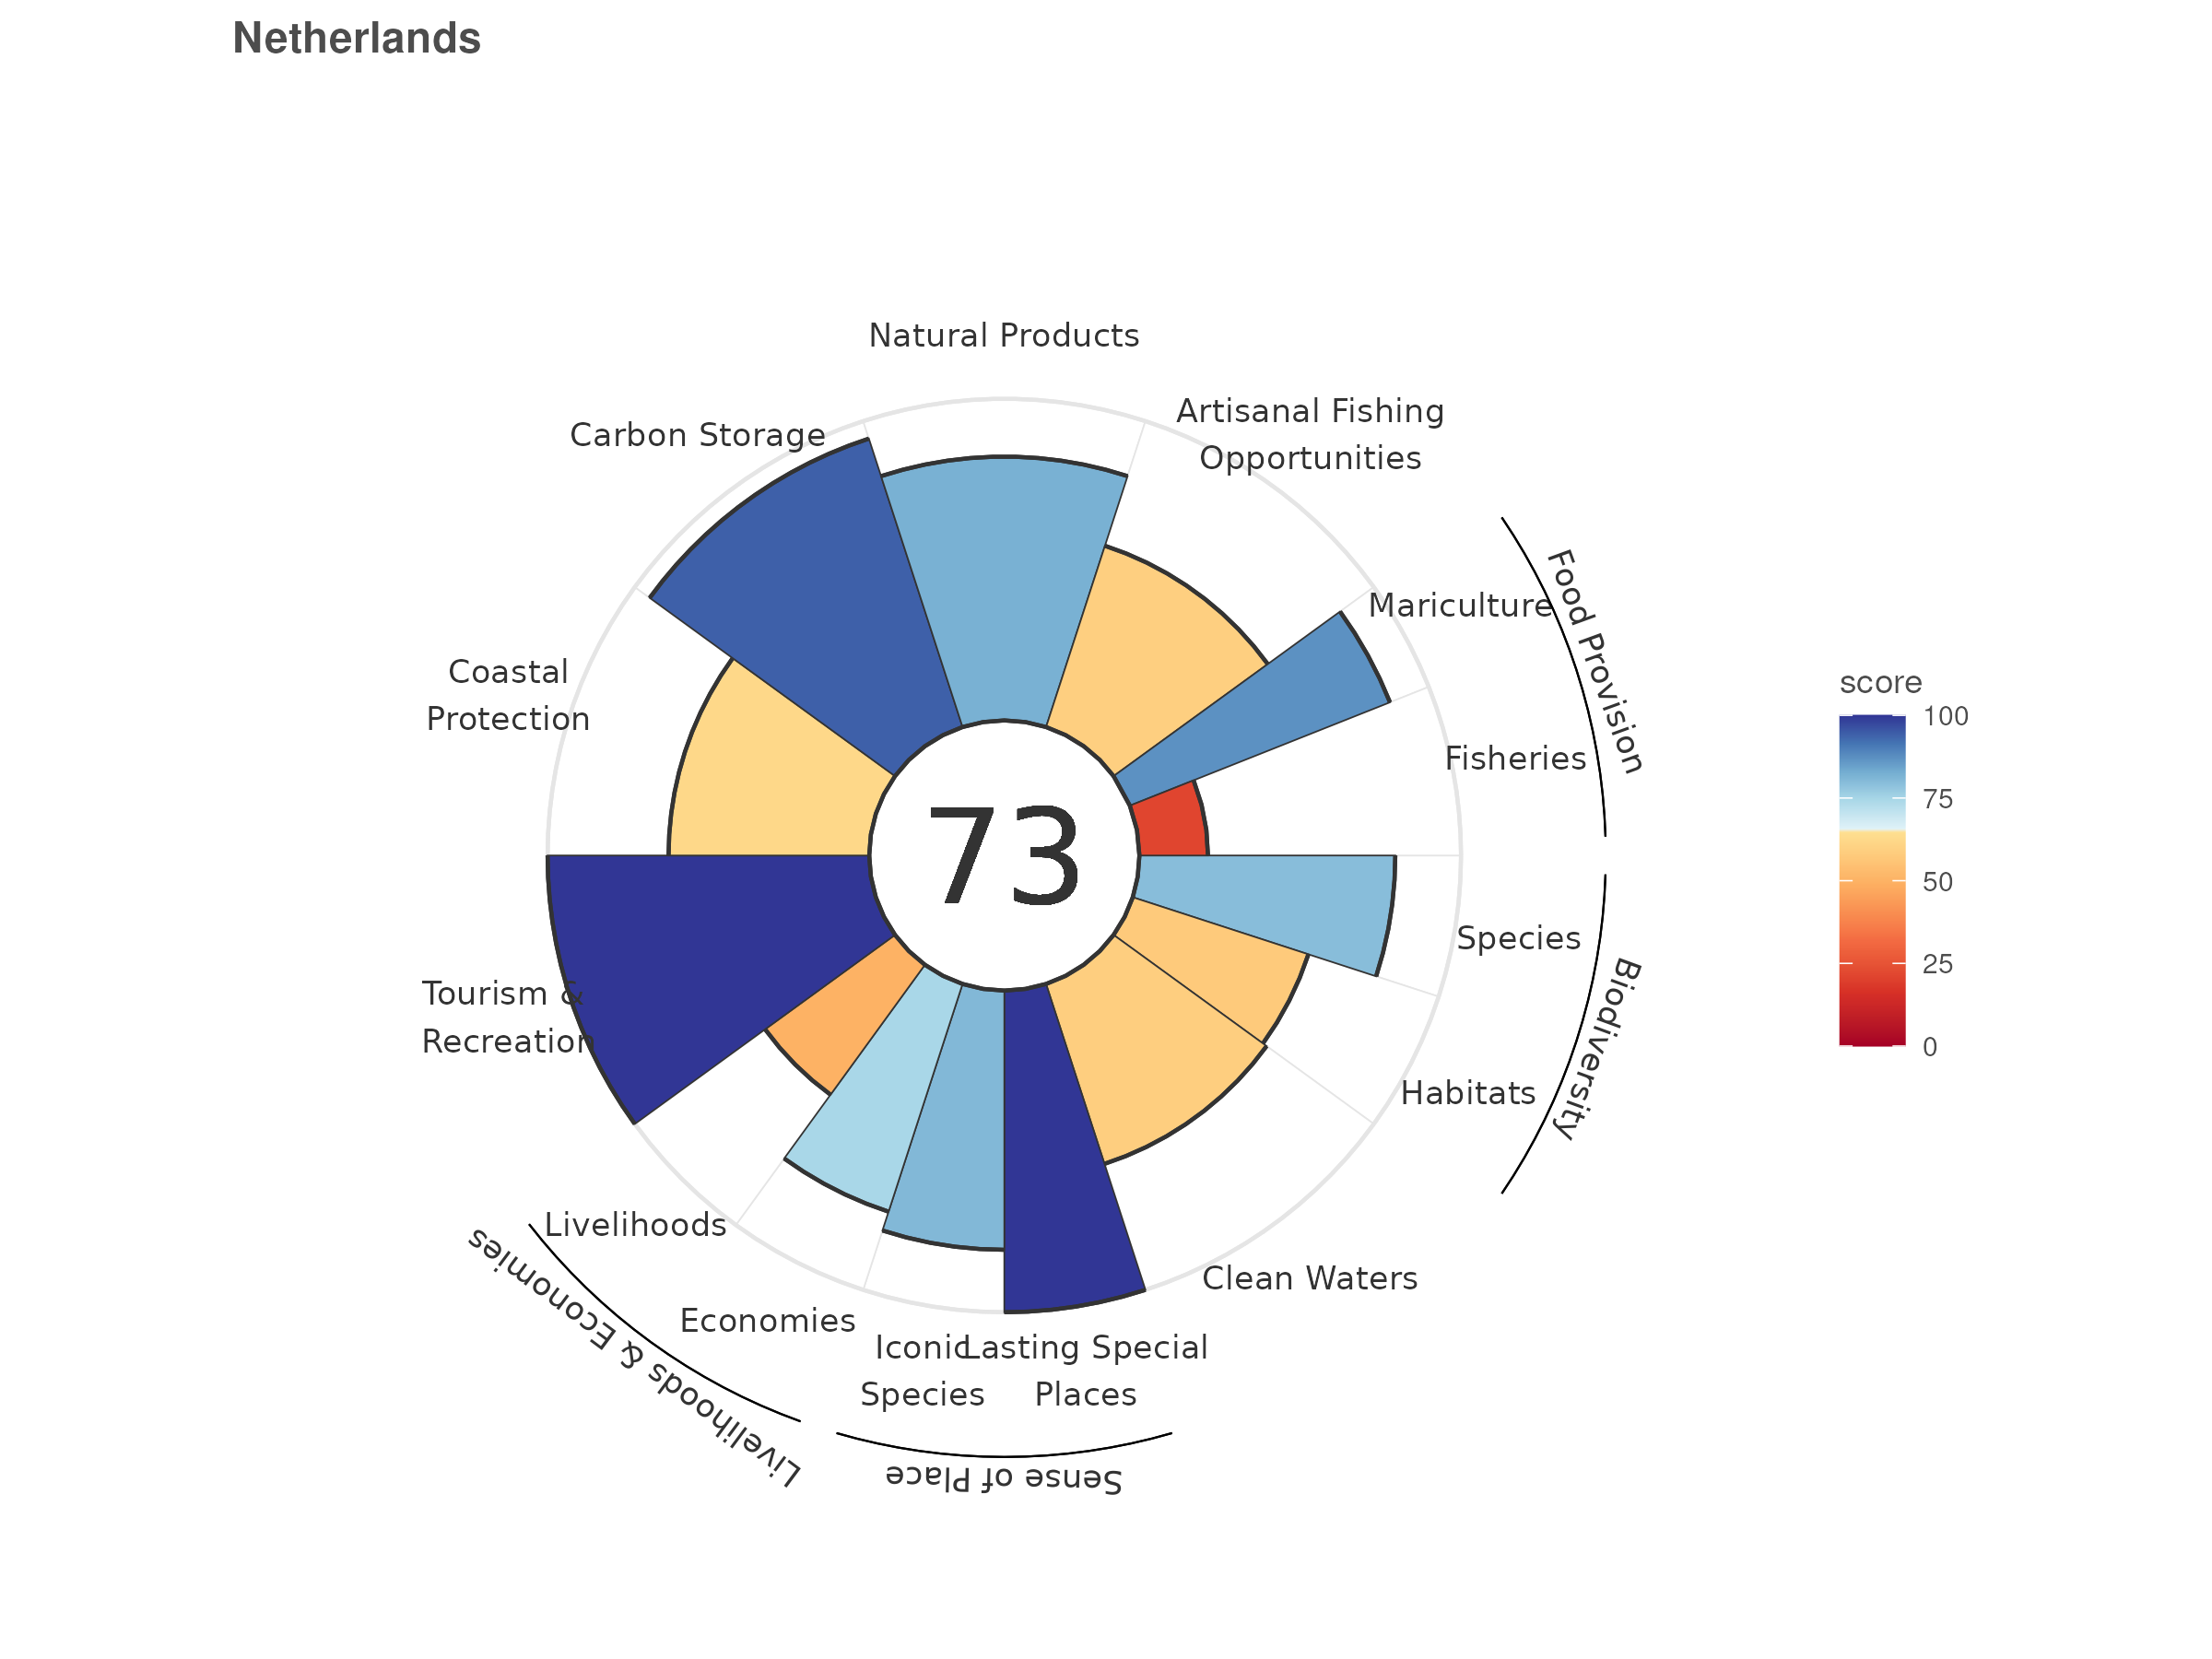 Netherlands
Natural Products
Artisanal Fishing
Opportunities
Carbon Storage
Mariculture
Food Provision
Coastal
Protection
Fisheries
score
100
75
50
25
0
73
Species
Biodiversity
Tourism &
Recreation
Habitats
Livelihoods
Clean Waters
Economies
Livelihoods & Economies
Iconic
Species
Lasting Special
Places
Sense of Place